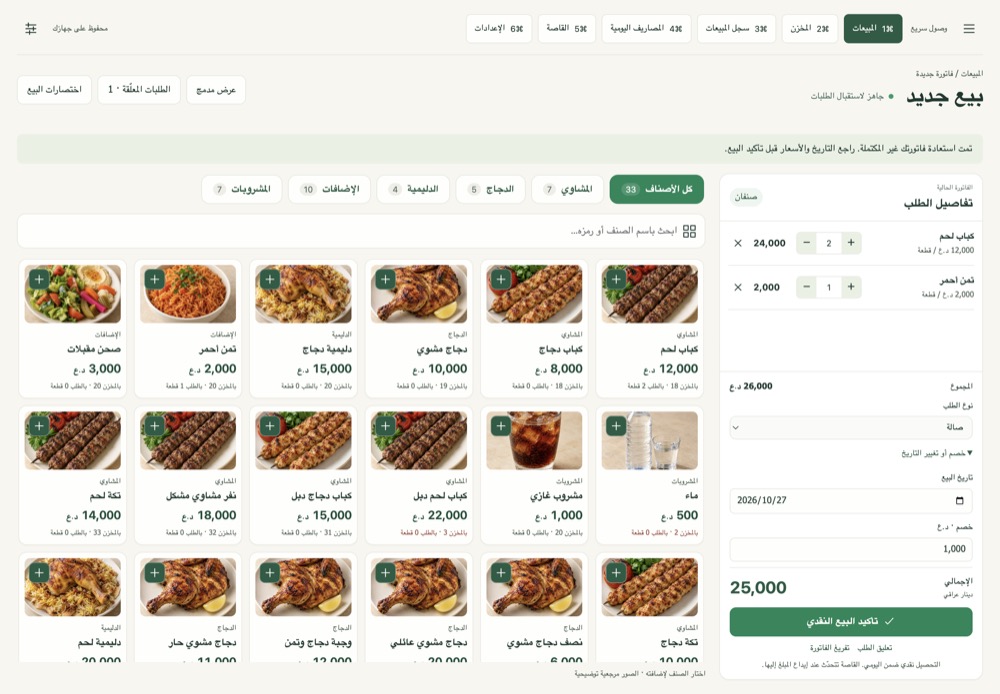 وصول سريع
⌘1 المبيعات
⌘2 المخزن
⌘3 سجل المبيعات
⌘4 المصاريف اليومية
⌘5 القاصة
⌘6 الإعدادات
محفوظ على جهازك
المبيعات / فاتورة جديدة
بيع جديد
جاهز لاستقبال الطلبات
عرض مدمج
الطلبات المعلّقة · 1
اختصارات البيع
تمت استعادة فاتورتك غير المكتملة. راجع التاريخ والأسعار قبل تأكيد البيع.
الفاتورة الحالية
تفاصيل الطلب
صنفان
كباب لحم
12,000 د.ع / قطعة
+ 2 −
24,000 ×
تمن أحمر
2,000 د.ع / قطعة
+ 1 −
2,000 ×
المجموع
26,000 د.ع
نوع الطلب
صالة
▼ خصم أو تغيير التاريخ
تاريخ البيع
2026/10/27
خصم · د.ع
1,000
الإجمالي
دينار عراقي
25,000
تأكيد البيع النقدي
تعليق الطلب
تفريغ الفاتورة
التحصيل نقدي ضمن اليومي. القاصة تتحدّث عند إيداع المبلغ إليها.
كل الأصناف 33
المشاوي 7
الدجاج 5
الدليمية 4
الإضافات 10
المشروبات 7
ابحث باسم الصنف أو رمزه...
المشاوي
كباب لحم
12,000 د.ع
بالمخزن 18 · بالطلب 2 قطعة
المشاوي
كباب دجاج
8,000 د.ع
بالمخزن 18 · بالطلب 0 قطعة
الدجاج
دجاج مشوي
10,000 د.ع
بالمخزن 19 · بالطلب 0 قطعة
الدليمية
دليمية دجاج
15,000 د.ع
بالمخزن 20 · بالطلب 0 قطعة
الإضافات
تمن أحمر
2,000 د.ع
بالمخزن 20 · بالطلب 1 قطعة
الإضافات
صحن مقبلات
3,000 د.ع
بالمخزن 20 · بالطلب 0 قطعة
المشروبات
ماء
500 د.ع
بالمخزن 2 · بالطلب 0 قطعة
المشروبات
مشروب غازي
1,000 د.ع
بالمخزن 20 · بالطلب 0 قطعة
المشاوي
كباب لحم دبل
22,000 د.ع
بالمخزن 3 · بالطلب 0 قطعة
المشاوي
كباب دجاج دبل
15,000 د.ع
بالمخزن 31 · بالطلب 0 قطعة
المشاوي
نفر مشاوي مشكل
18,000 د.ع
بالمخزن 32 · بالطلب 0 قطعة
المشاوي
تكة لحم
14,000 د.ع
بالمخزن 33 · بالطلب 0 قطعة
المشاوي
تكة دجاج
10,000 د.ع
الدجاج
نصف دجاج مشوي
6,000 د.ع
الدجاج
دجاج مشوي عائلي
20,000 د.ع
الدجاج
وجبة دجاج وتمن
12,000 د.ع
الدجاج
دجاج مشوي حار
11,000 د.ع
الدليمية
دليمية لحم
20,000 د.ع
اختار الصنف لإضافته · الصور مرجعية توضيحية